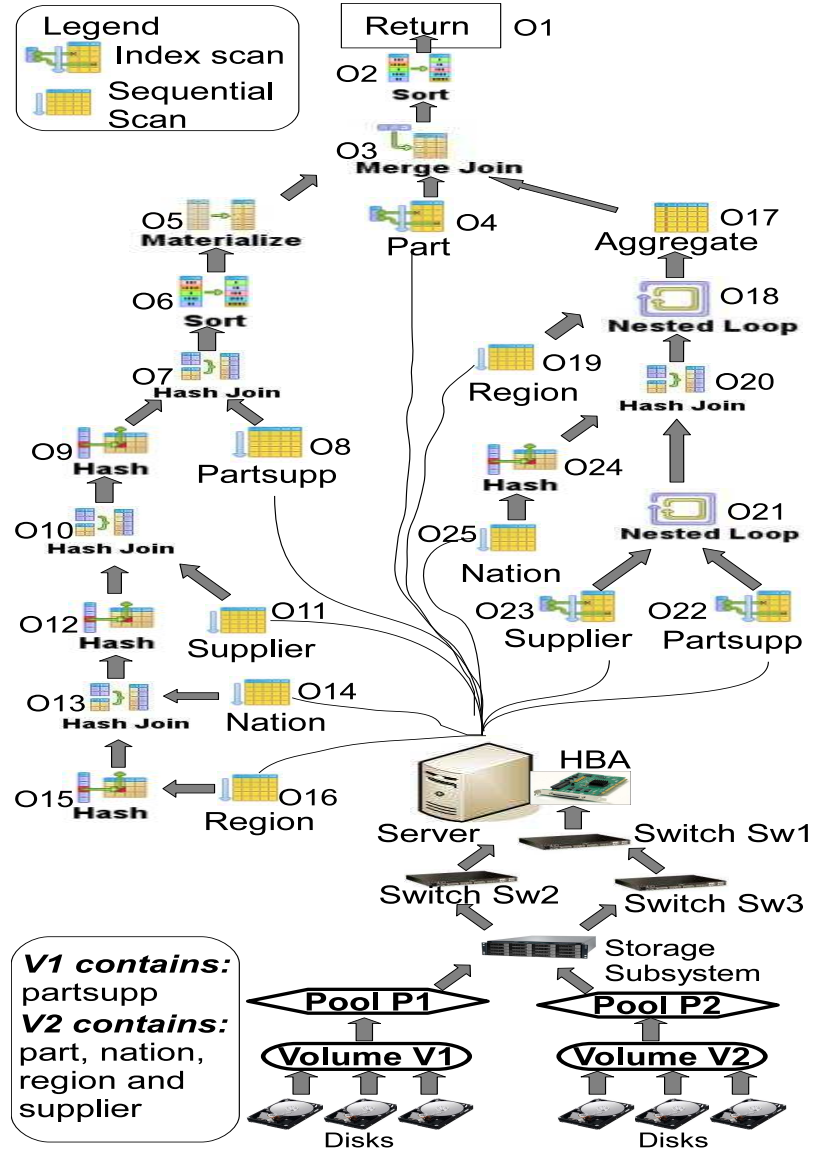 Legend
Index scan
Sequential
Scan
Return O1
O2
Sort
O3
Merge Join
O5
Materialize
O4
Part
O17
Aggregate
O6
Sort
O18
Nested Loop
O7
Hash Join
O19
Region
O20
Hash Join
O9
Hash
O8
Partsupp
O24
Hash
O10
Hash Join
O25
Nation
O21
Nested Loop
O12
Hash
O11
Supplier
O23
Supplier
O22
Partsupp
O13
Hash Join
O14
Nation
O15
Hash
O16
Region
HBA
Server
Switch Sw1
Switch Sw2
Switch Sw3
Storage
Subsystem
V1 contains:
partsupp
V2 contains:
part, nation,
region and
supplier
Pool P1
Pool P2
Volume V1
Volume V2
Disks
Disks